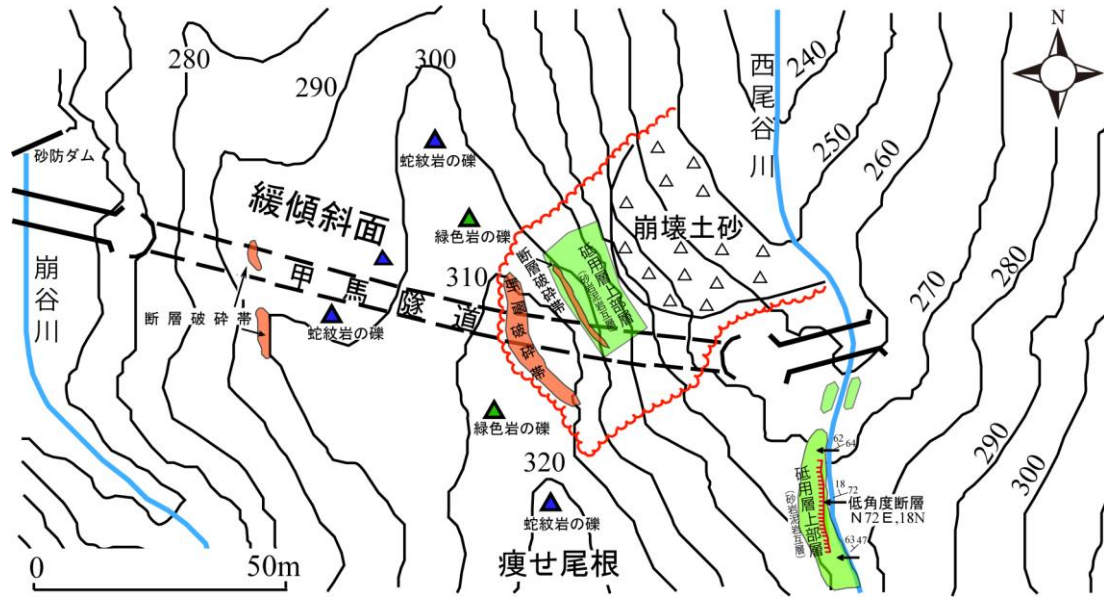 280
290
300
240
250
260
270
280
290
300
310
320
N
西尾谷川
砂防ダム
蛇紋岩の礫
緩傾斜面
緑色岩の礫
崩壊土砂
断層破砕帯
砥用層上部層
(砂岩泥岩互層)
甲馬隧道
崩谷川
断層破砕帯
蛇紋岩の礫
断層破砕帯
緑色岩の礫
蛇紋岩の礫
痩せ尾根
砥用層上部層
(砂岩泥岩互層)
62
64
18
72
低角度断層
N72E,18N
63
47
0
50m